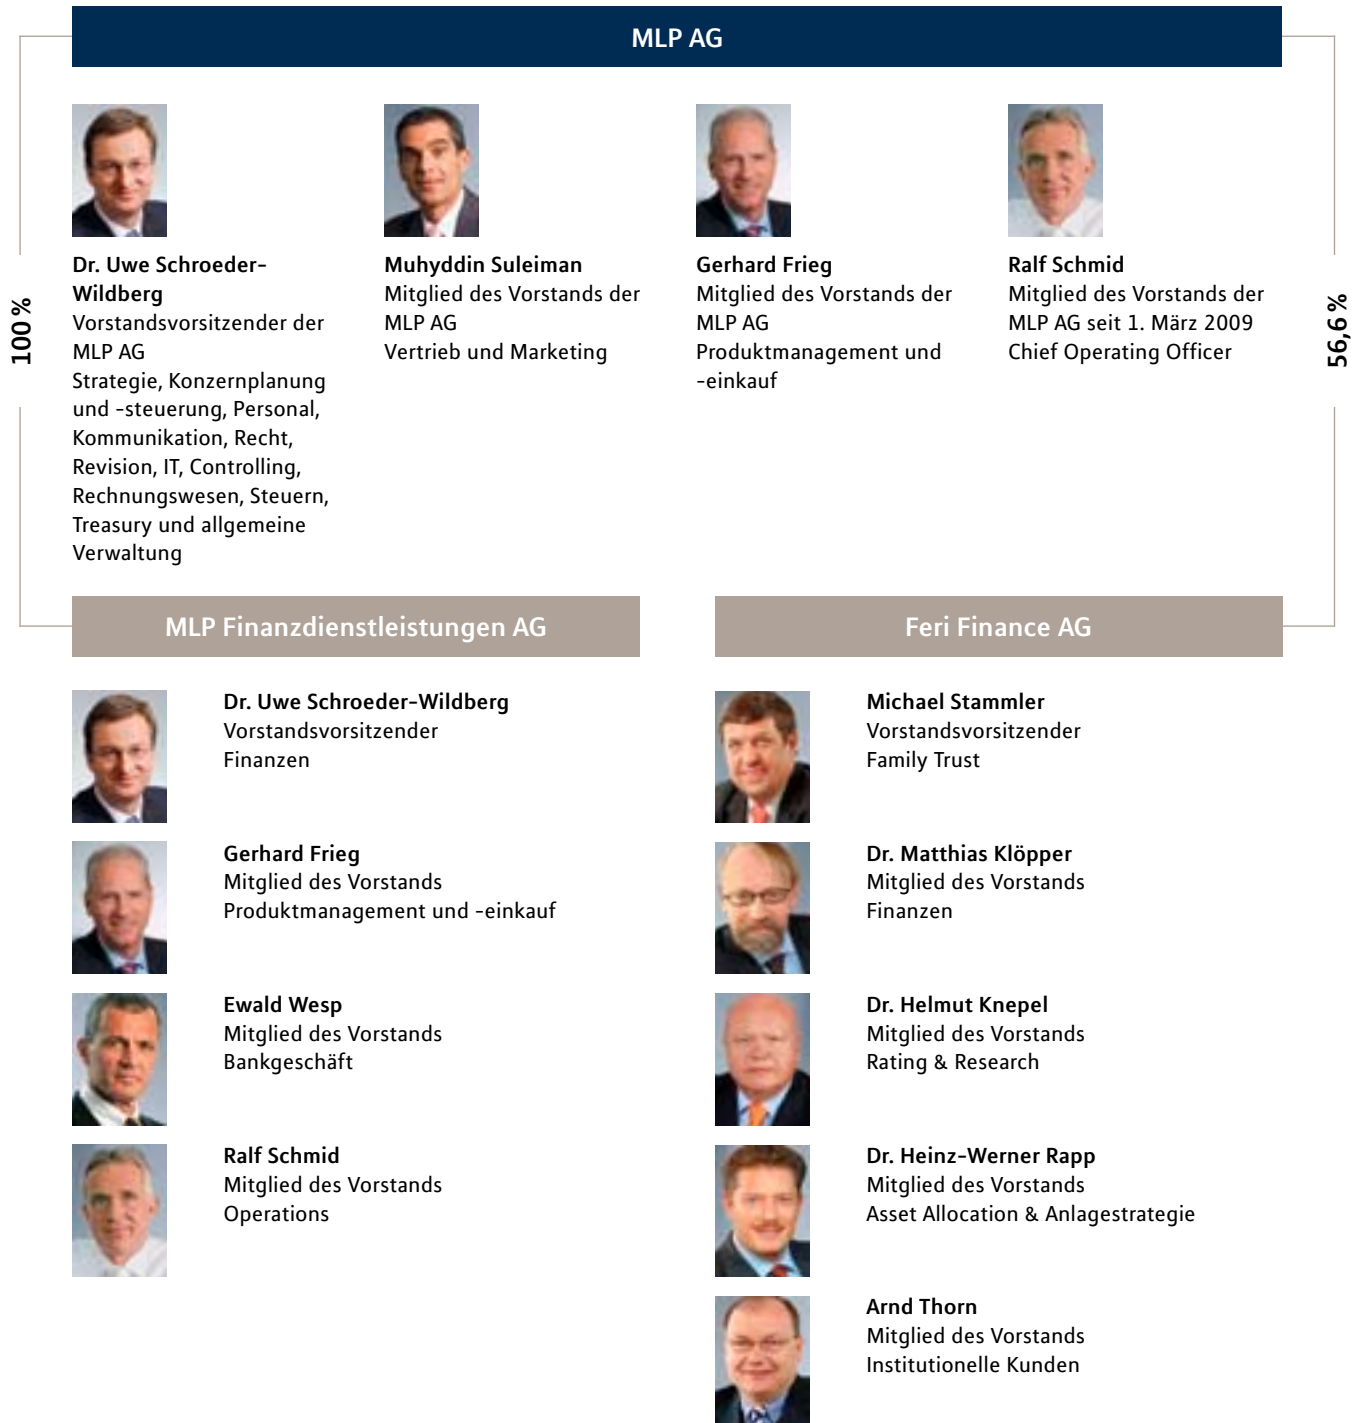 MLP AG
100 %
56,6 %
Dr. Uwe Schroeder-
Wildberg
Vorstandsvorsitzender der
MLP AG
Strategie, Konzernplanung
und -steuerung, Personal,
Kommunikation, Recht,
Revision, IT, Controlling,
Rechnungswesen, Steuern,
Treasury und allgemeine
Verwaltung
Muhyddin Suleiman
Mitglied des Vorstands der
MLP AG
Vertrieb und Marketing
Gerhard Frieg
Mitglied des Vorstands der
MLP AG
Produktmanagement und
-einkauf
Ralf Schmid
Mitglied des Vorstands der
MLP AG seit 1. März 2009
Chief Operating Officer
MLP Finanzdienstleistungen AG
Dr. Uwe Schroeder-Wildberg
Vorstandsvorsitzender
Finanzen
Gerhard Frieg
Mitglied des Vorstands
Produktmanagement und -einkauf
Ewald Wesp
Mitglied des Vorstands
Bankgeschäft
Ralf Schmid
Mitglied des Vorstands
Operations
Feri Finance AG
Michael Stammler
Vorstandsvorsitzender
Family Trust
Dr. Matthias Klöpper
Mitglied des Vorstands
Finanzen
Dr. Helmut Knepel
Mitglied des Vorstands
Rating & Research
Dr. Heinz-Werner Rapp
Mitglied des Vorstands
Asset Allocation & Anlagestrategie
Arnd Thorn
Mitglied des Vorstands
Institutionelle Kunden